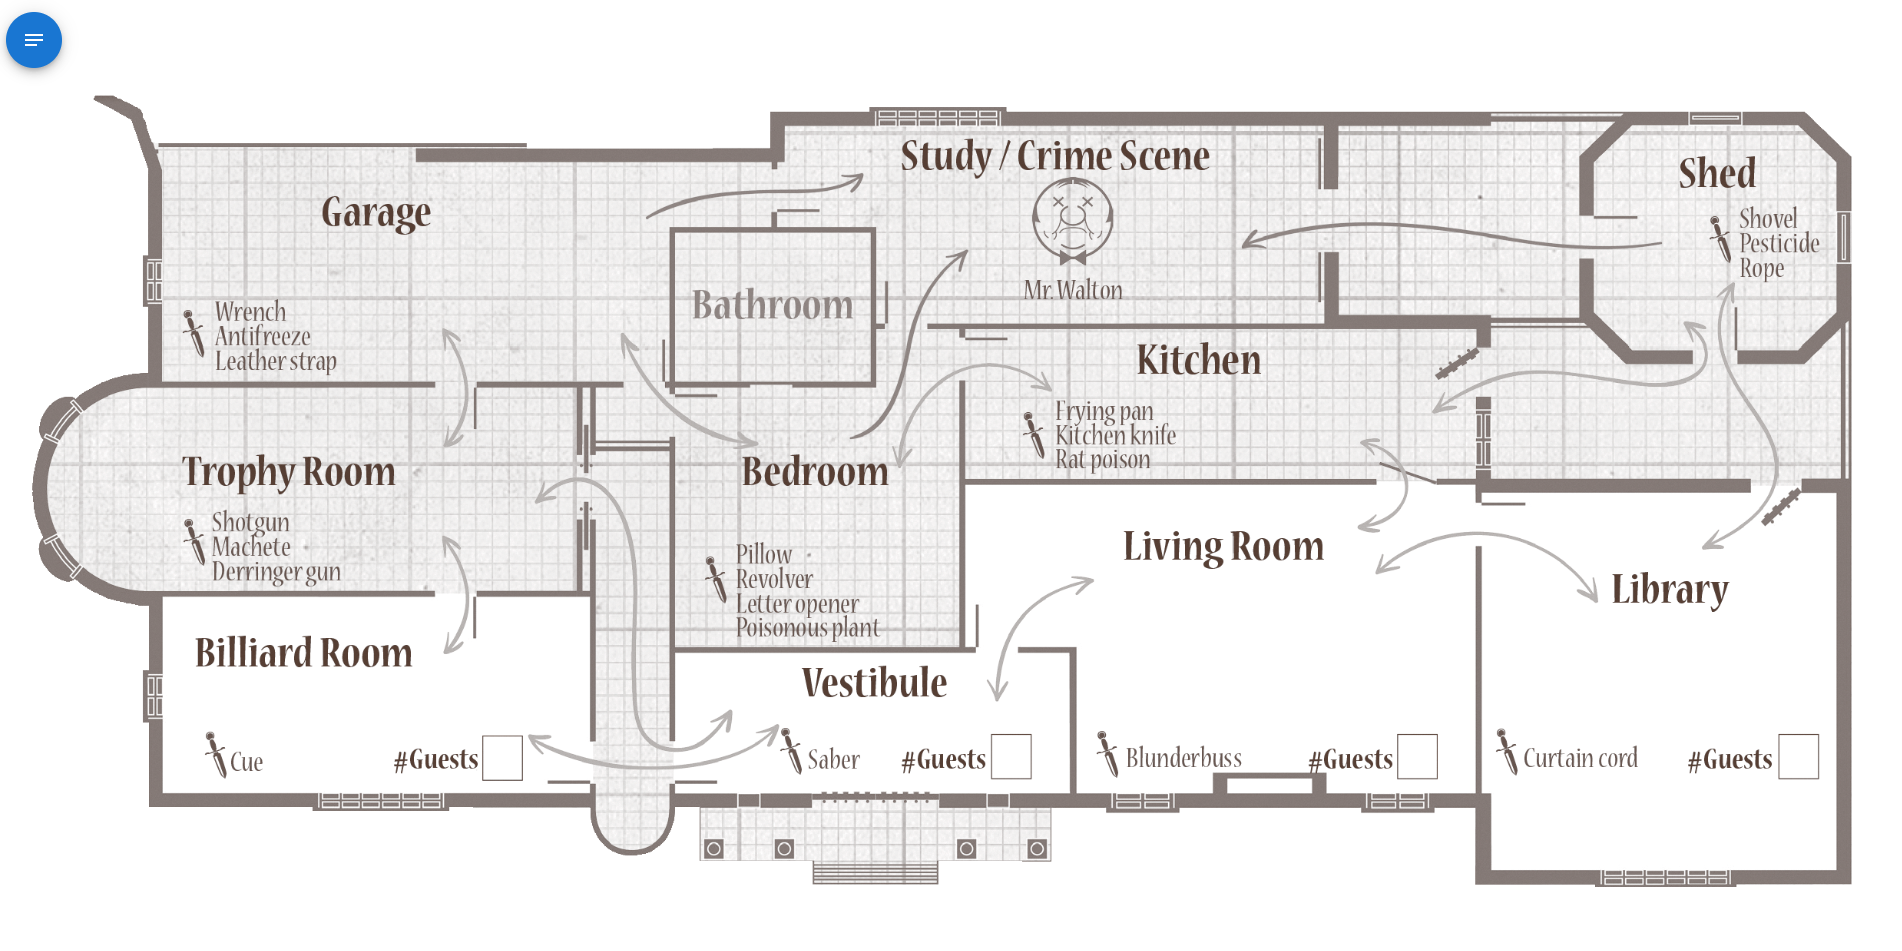 Study / Crime Scene
Mr. Walton
Shed
Shovel
Pesticide
Rope
Garage
Wrench
Antifreeze
Leather strap
Bathroom
Kitchen
Frying pan
Kitchen knife
Rat poison
Trophy Room
Shotgun
Machete
Derringer gun
Bedroom
Pillow
Revolver
Letter opener
Poisonous plant
Living Room
Blunderbuss
#Guests
Library
Curtain cord
#Guests
Billiard Room
Cue
#Guests
Vestibule
Saber
#Guests